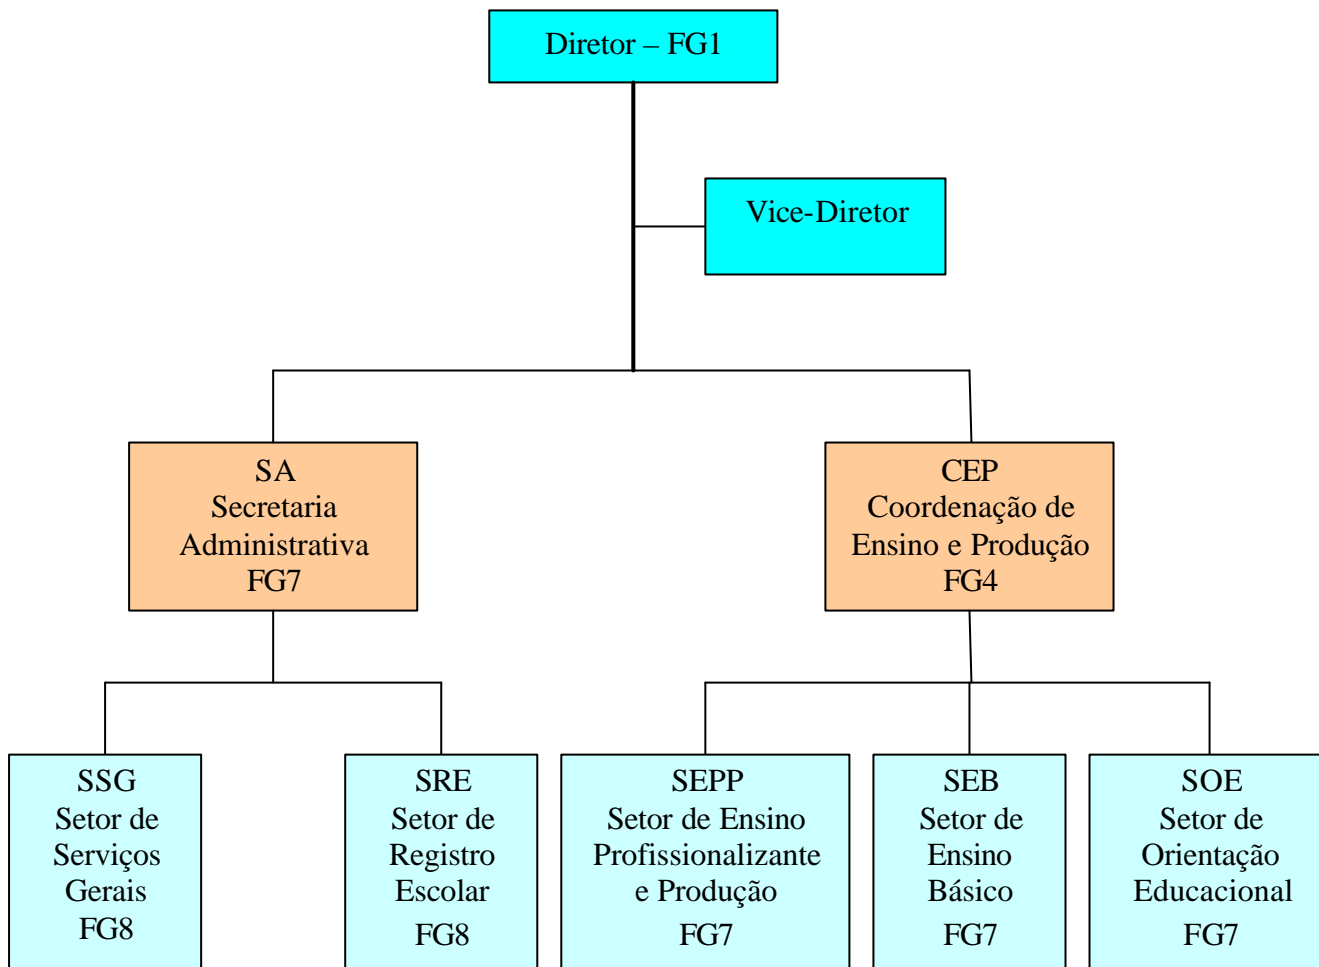 Diretor – FG1
Vice-Diretor
SA
Secretaria
Administrativa
FG7
CEP
Coordenação de
Ensino e Produção
FG4
SSG
Setor de
Serviços
Gerais
FG8
SRE
Setor de
Registro
Escolar
FG8
SEPP
Setor de Ensino
Profissionalizante
e Produção
FG7
SEB
Setor de
Ensino
Básico
FG7
SOE
Setor de
Orientação
Educacional
FG7